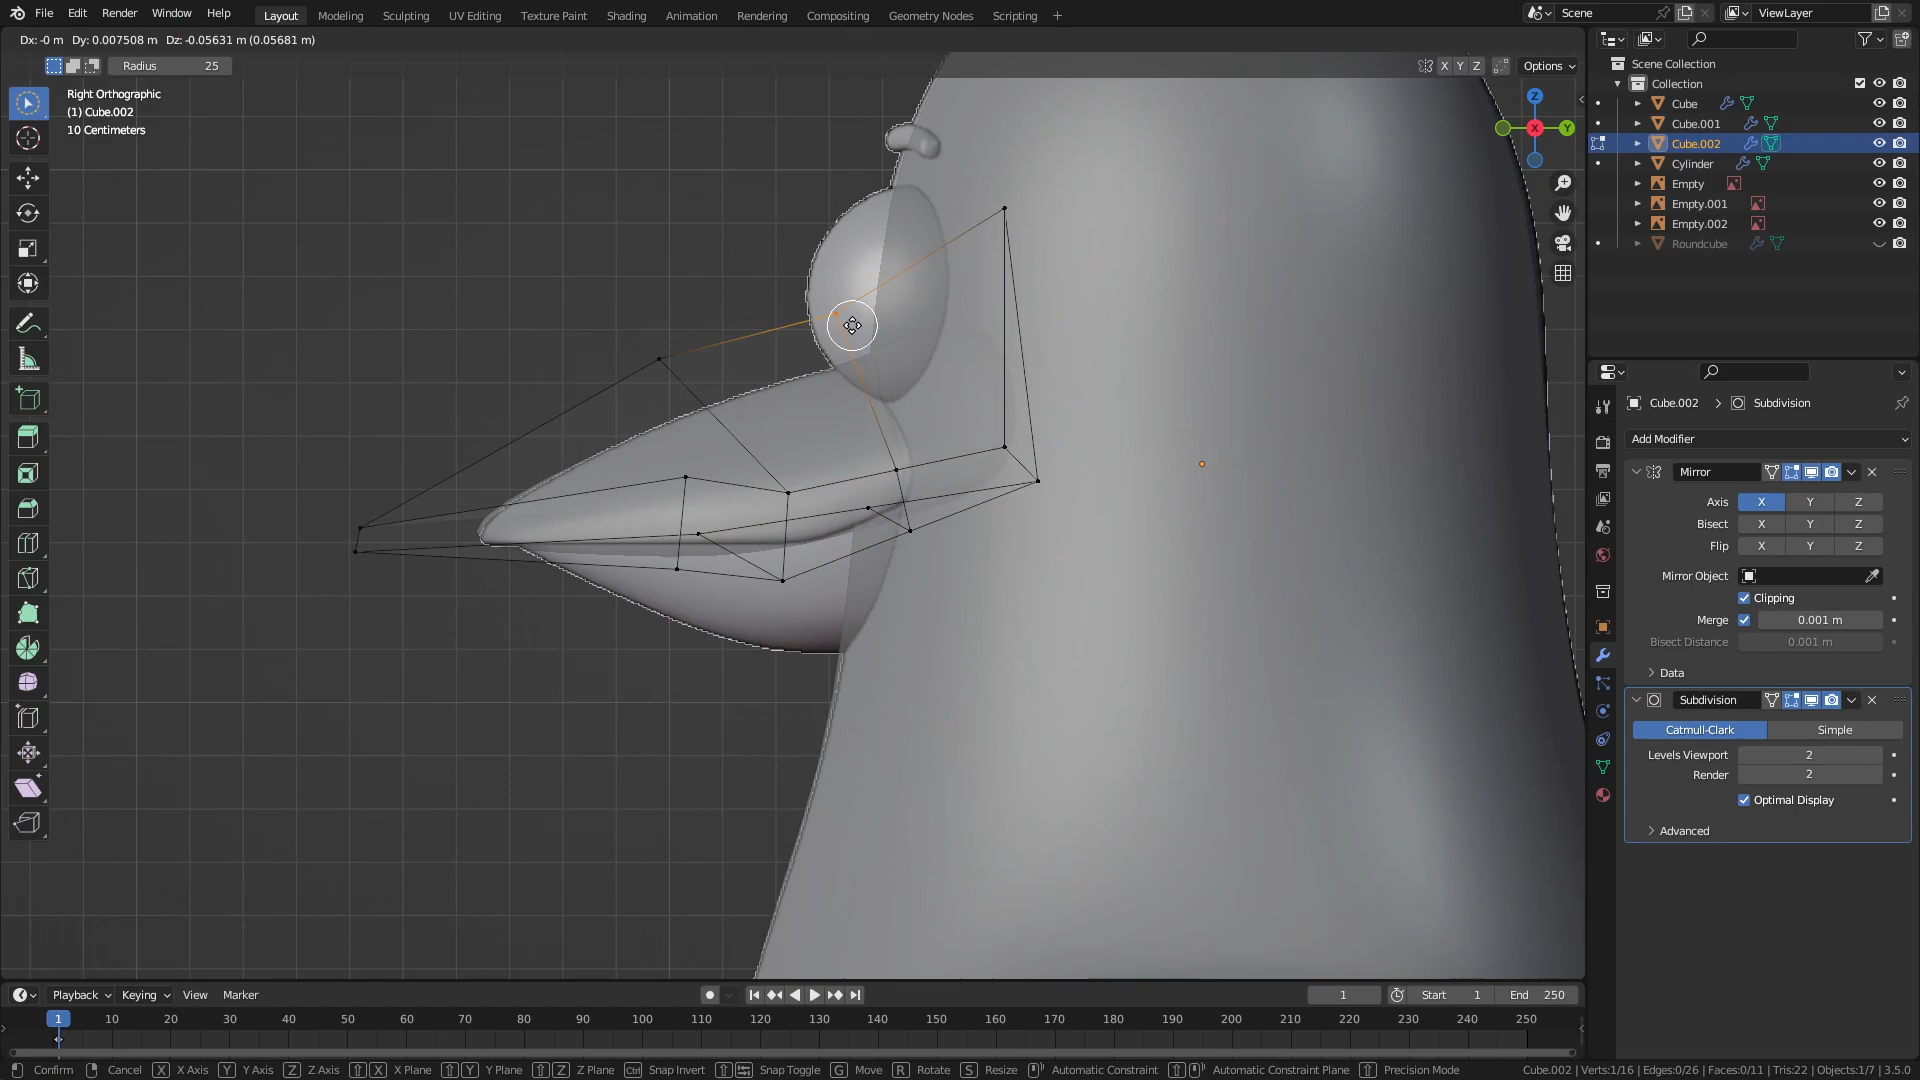 File Edit Render Window Help Layout Modeling Sculpting UV Editing Texture Paint Shading Animation Rendering Compositing Geometry Nodes Scripting + Scene ViewLayer
Dx: -0 m Dy: 0.007508 m Dz: -0.05631 m (0.05681 m)
Radius 25 X Y Z Options
Right Orthographic
(1) Cube.002
10 Centimeters
Z
X
Y
Scene Collection
Collection
Cube
Cube.001
Cube.002
Cylinder
Empty
Empty.001
Empty.002
Roundcube
Cube.002 > Subdivision
Add Modifier
Mirror
Axis X Y Z
Bisect X Y Z
Flip X Y Z
Mirror Object
Clipping
Merge 0.001 m
Bisect Distance 0.001 m
Data
Subdivision
Catmull-Clark Simple
Levels Viewport 2
Render 2
Optimal Display
Advanced
Playback Keying View Marker 1 Start 1 End 250
1 10 20 30 40 50 60 70 80 90 100 110 120 130 140 150 160 170 180 190 200 210 220 230 240 250
Confirm Cancel X X Axis Y Y Axis Z Z Axis X X Plane Y Y Plane Z Z Plane Ctrl Snap Invert Snap Toggle G Move R Rotate S Resize Automatic Constraint Automatic Constraint Plane Precision Mode Cube.002 | Verts:1/16 | Edges:0/26 | Faces:0/11 | Tris:22 | Objects:1/7 | 3.5.0